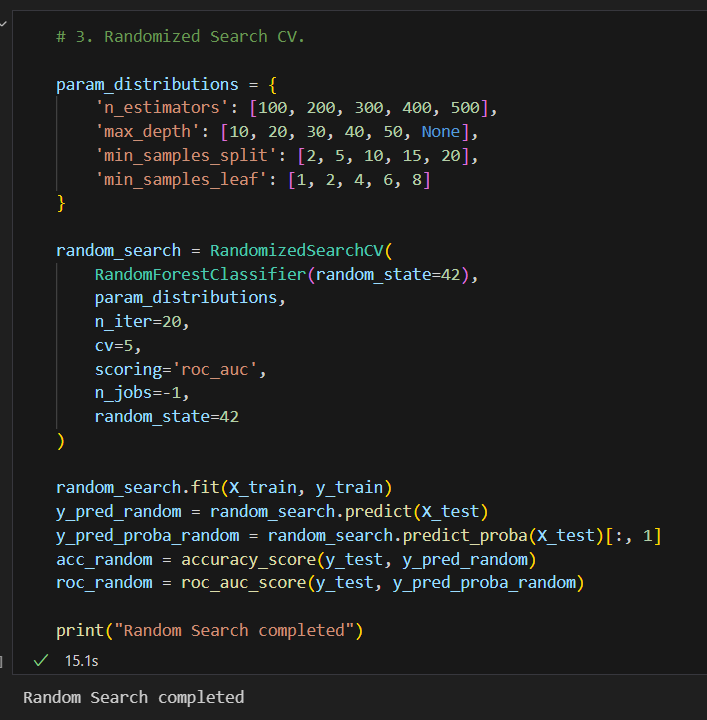 # 3. Randomized Search CV.
param_distributions = {
    'n_estimators': [100, 200, 300, 400, 500],
    'max_depth': [10, 20, 30, 40, 50, None],
    'min_samples_split': [2, 5, 10, 15, 20],
    'min_samples_leaf': [1, 2, 4, 6, 8]
}
random_search = RandomizedSearchCV(
    RandomForestClassifier(random_state=42),
    param_distributions,
    n_iter=20,
    cv=5,
    scoring='roc_auc',
    n_jobs=-1,
    random_state=42
)
random_search.fit(X_train, y_train)
y_pred_random = random_search.predict(X_test)
y_pred_proba_random = random_search.predict_proba(X_test)[:, 1]
acc_random = accuracy_score(y_test, y_pred_random)
roc_random = roc_auc_score(y_test, y_pred_proba_random)
print("Random Search completed")
15.1s
Random Search completed